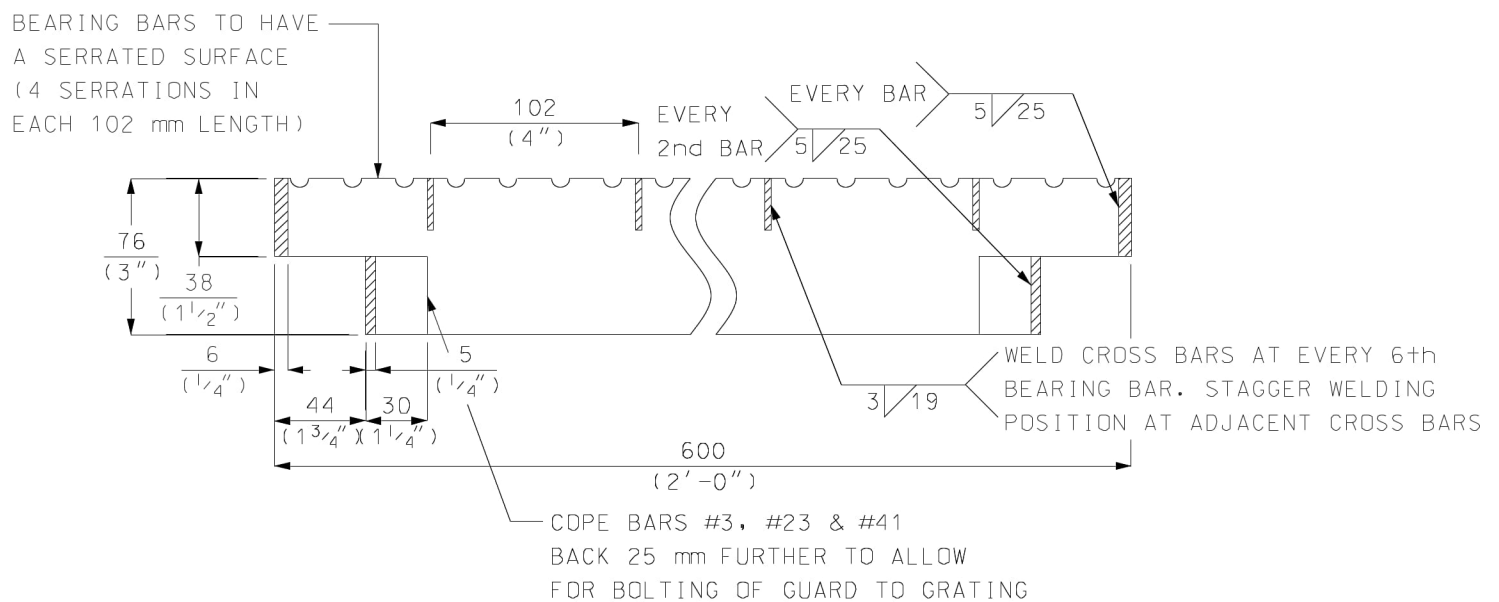 BEARING BARS TO HAVE
A SERRATED SURFACE
(4 SERRATIONS IN
EACH 102 mm LENGTH)
102
(4")
EVERY
2nd BAR
5 25
EVERY BAR
5 25
76
(3")
38
(1 1/2")
6
(1/4")
5
(1/4")
44
(1 3/4")
30
(1 1/4")
600
(2'-0")
3 19
WELD CROSS BARS AT EVERY 6th
BEARING BAR. STAGGER WELDING
POSITION AT ADJACENT CROSS BARS
COPE BARS #3, #23 & #41
BACK 25 mm FURTHER TO ALLOW
FOR BOLTING OF GUARD TO GRATING